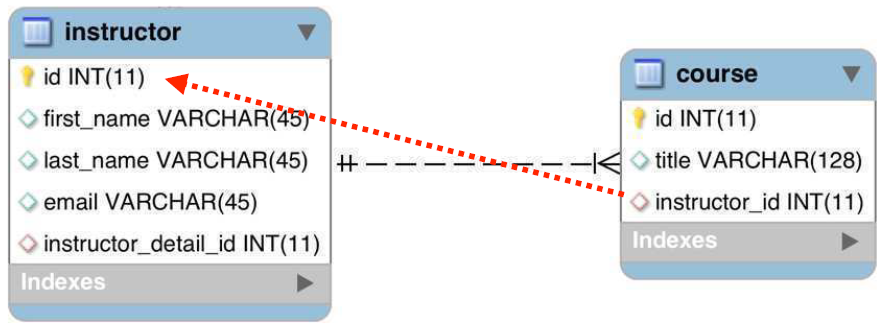 instructor
id INT(11)
first_name VARCHAR(45)
last_name VARCHAR(45)
email VARCHAR(45)
instructor_detail_id INT(11)
Indexes
course
id INT(11)
title VARCHAR(128)
instructor_id INT(11)
Indexes